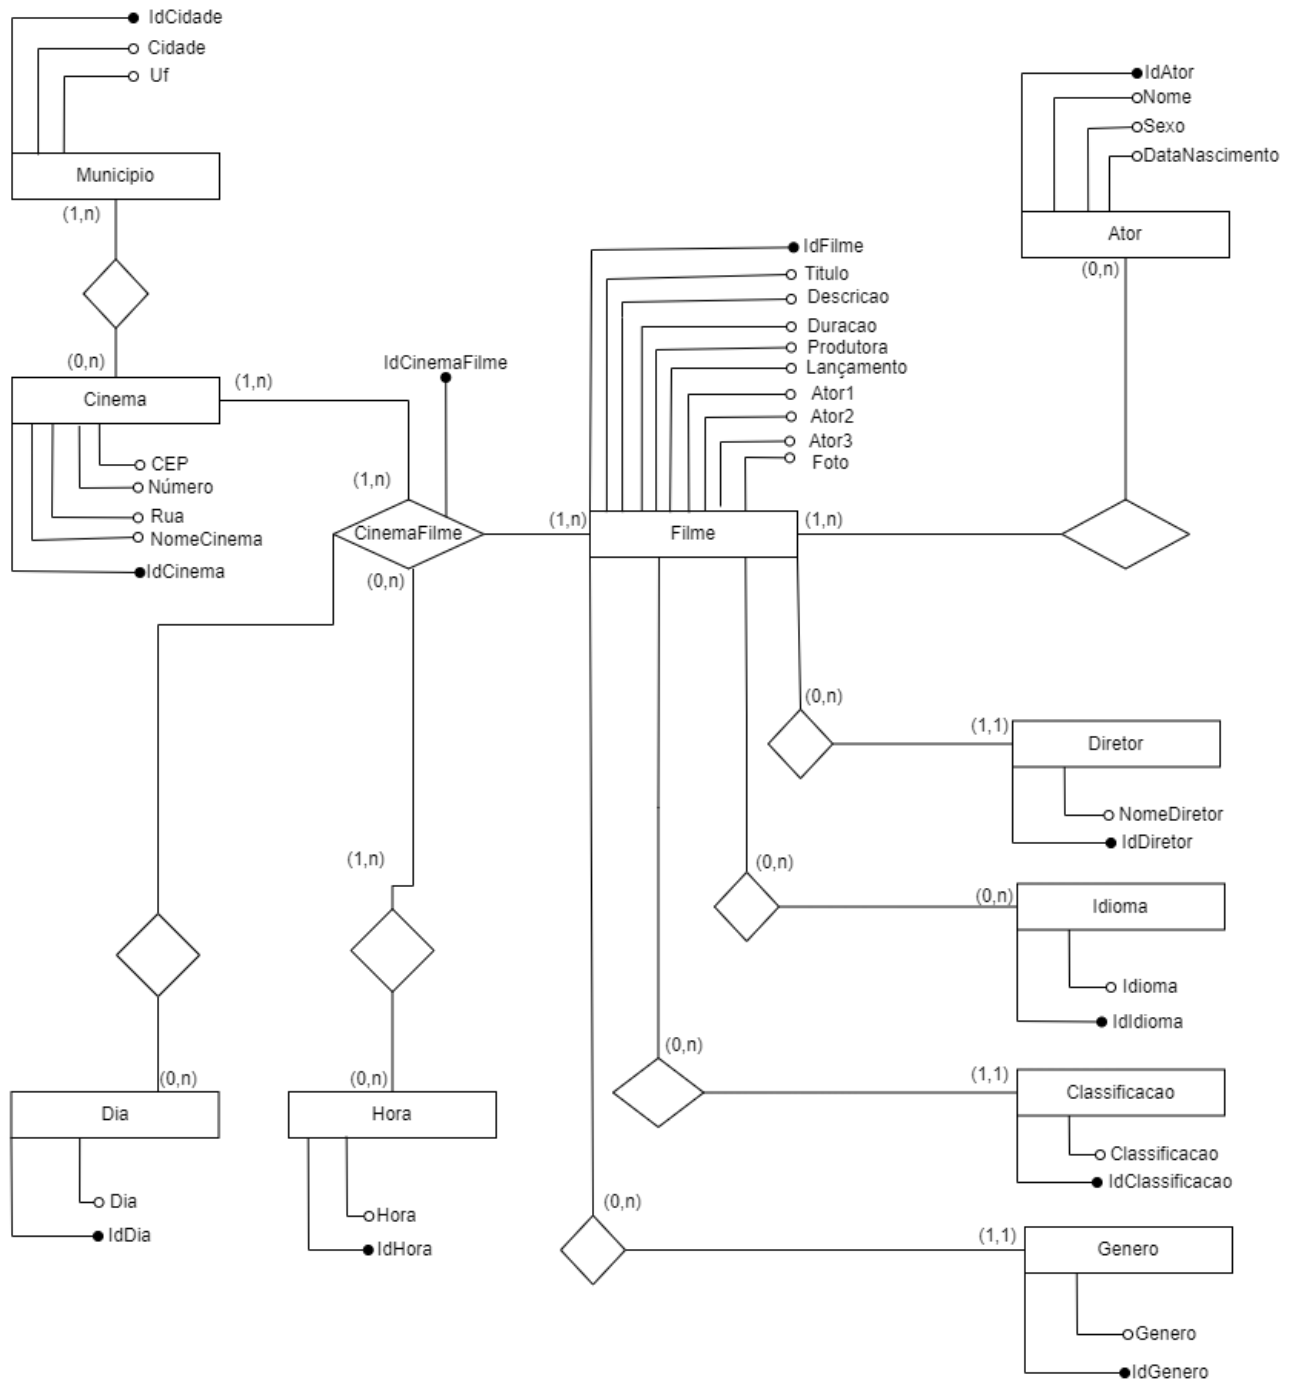 IdCidade
Cidade
Uf
Municipio
(1,n)
(0,n)
Cinema
(1,n)
CEP
Número
Rua
NomeCinema
IdCinema
IdCinemaFilme
(1,n)
CinemaFilme
(0,n)
(1,n)
IdFilme
Titulo
Descricao
Duracao
Produtora
Lançamento
Ator1
Ator2
Ator3
Foto
Filme
(1,n)
IdAtor
Nome
Sexo
DataNascimento
Ator
(0,n)
(0,n)
(1,1)
Diretor
NomeDiretor
IdDiretor
(0,n)
(0,n)
Idioma
Idioma
IdIdioma
(0,n)
(1,1)
Classificacao
Classificacao
IdClassificacao
(0,n)
(1,1)
Genero
Genero
IdGenero
(1,n)
(0,n)
Dia
Dia
IdDia
(0,n)
Hora
Hora
IdHora